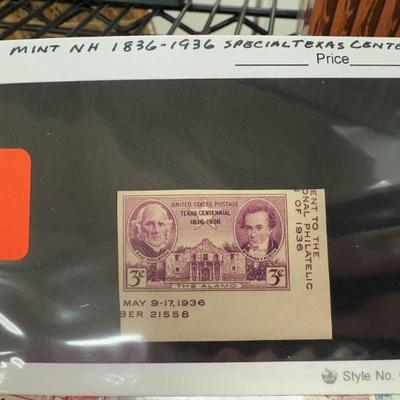 MINT NH 1836-1936 SPECIAL TEXAS CENTE
Price
UNITED STATES POSTAGE
TEXAS CENTENNIAL
1836-1936
3¢
3¢
THE ALAMO
ENT TO THE
ONAL PHILATELIC
OF 1936
MAY 9-17, 1936
BER 21558
Style No.